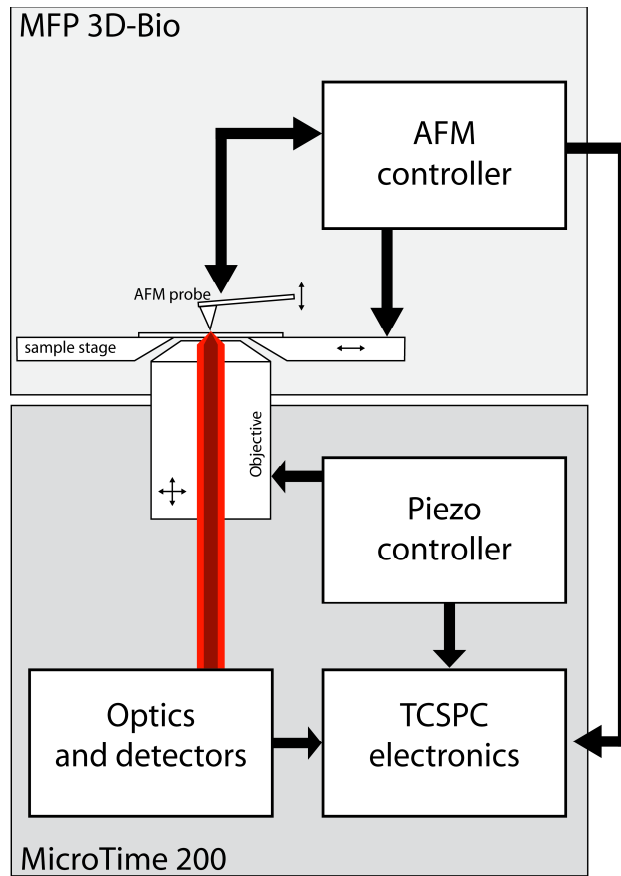 MFP 3D-Bio
AFM
controller
AFM probe
sample stage
Objective
Piezo
controller
Optics
and detectors
TCSPC
electronics
MicroTime 200